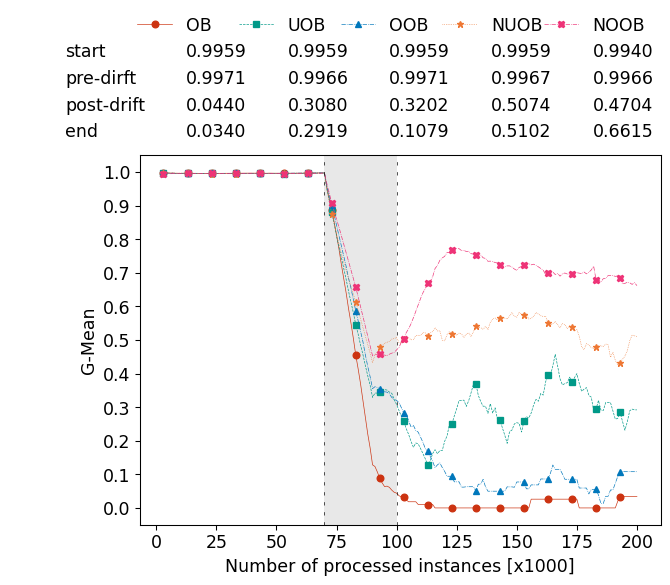 OB UOB OOB NUOB NOOB
start 0.9959 0.9959 0.9959 0.9959 0.9940
pre-dirft 0.9971 0.9966 0.9971 0.9967 0.9966
post-drift 0.0440 0.3080 0.3202 0.5074 0.4704
end 0.0340 0.2919 0.1079 0.5102 0.6615
1.0
0.9
0.8
0.7
0.6
0.5
0.4
0.3
0.2
0.1
0.0
G-Mean
0 25 50 75 100 125 150 175 200
Number of processed instances [x1000]